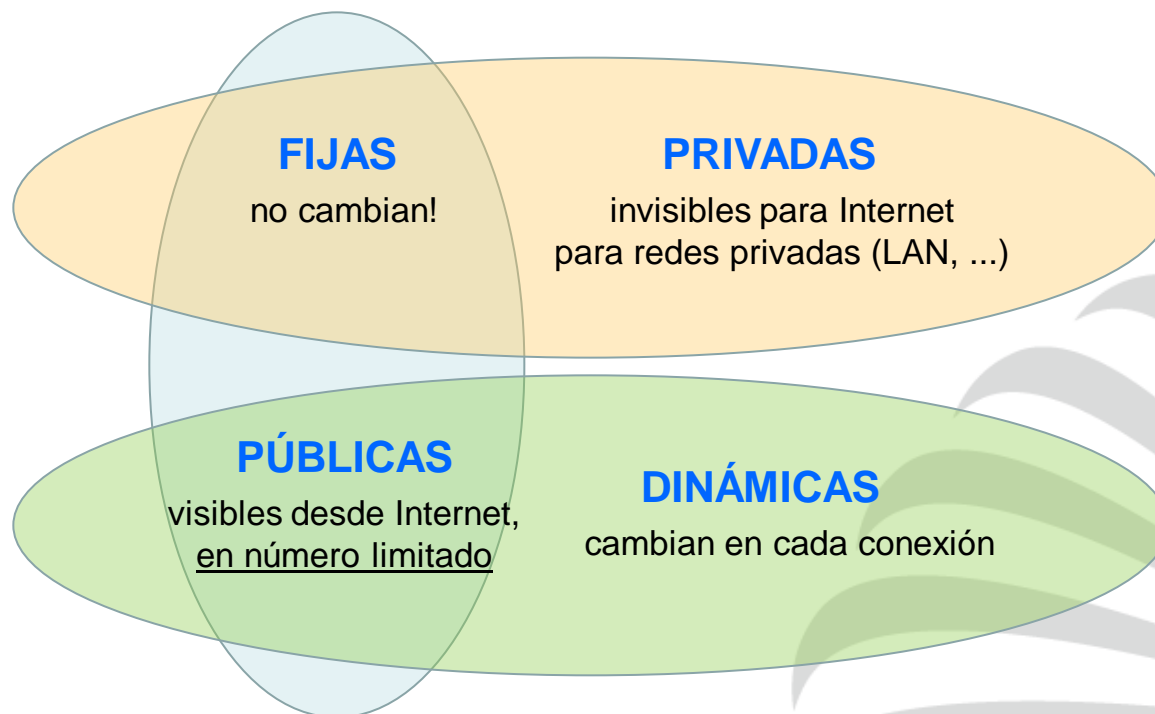 FIJAS
no cambian!
PRIVADAS
invisibles para Internet
para redes privadas (LAN, ...)
PÚBLICAS
visibles desde Internet,
en número limitado
DINÁMICAS
cambian en cada conexión